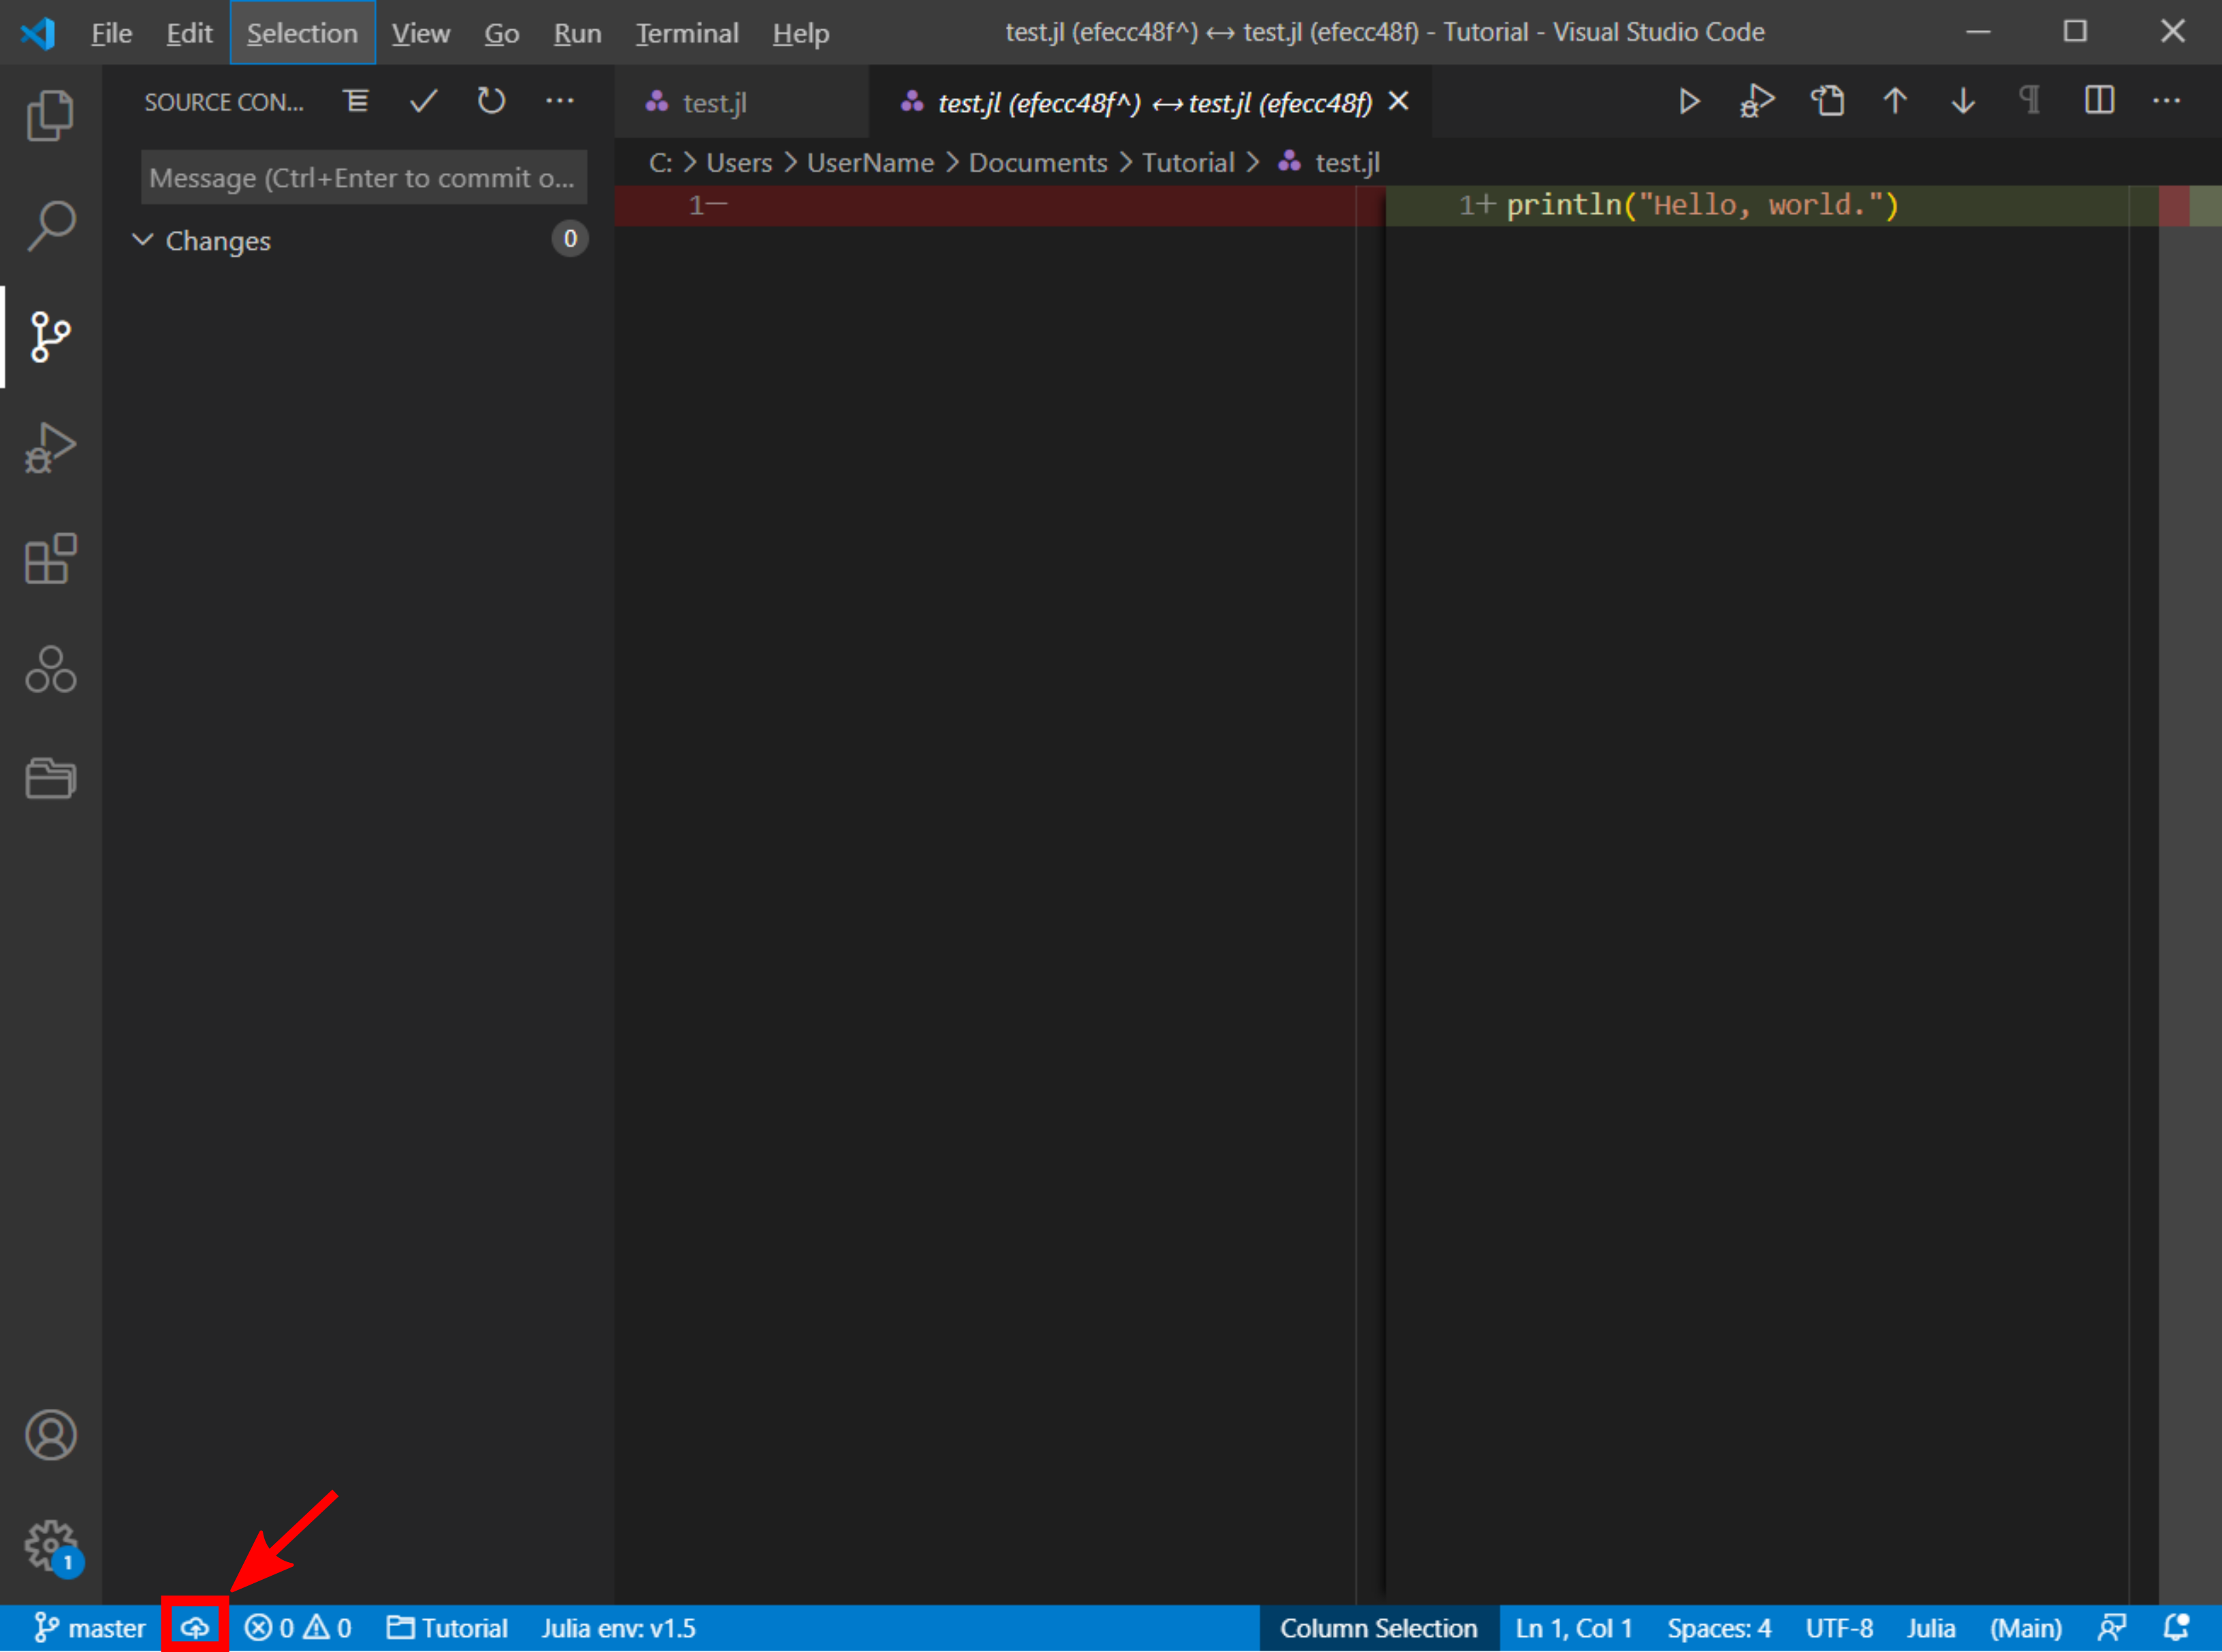 File Edit Selection View Go Run Terminal Help test.jl (efecc48f^) ↔ test.jl (efecc48f) - Tutorial - Visual Studio Code
SOURCE CON...
test.jl test.jl (efecc48f^) ↔ test.jl (efecc48f)
C: > Users > UserName > Documents > Tutorial > test.jl
Message (Ctrl+Enter to commit o...
1—
1+ println("Hello, world.")
Changes 0
1
master 0 0 Tutorial Julia env: v1.5 Column Selection Ln 1, Col 1 Spaces: 4 UTF-8 Julia (Main)